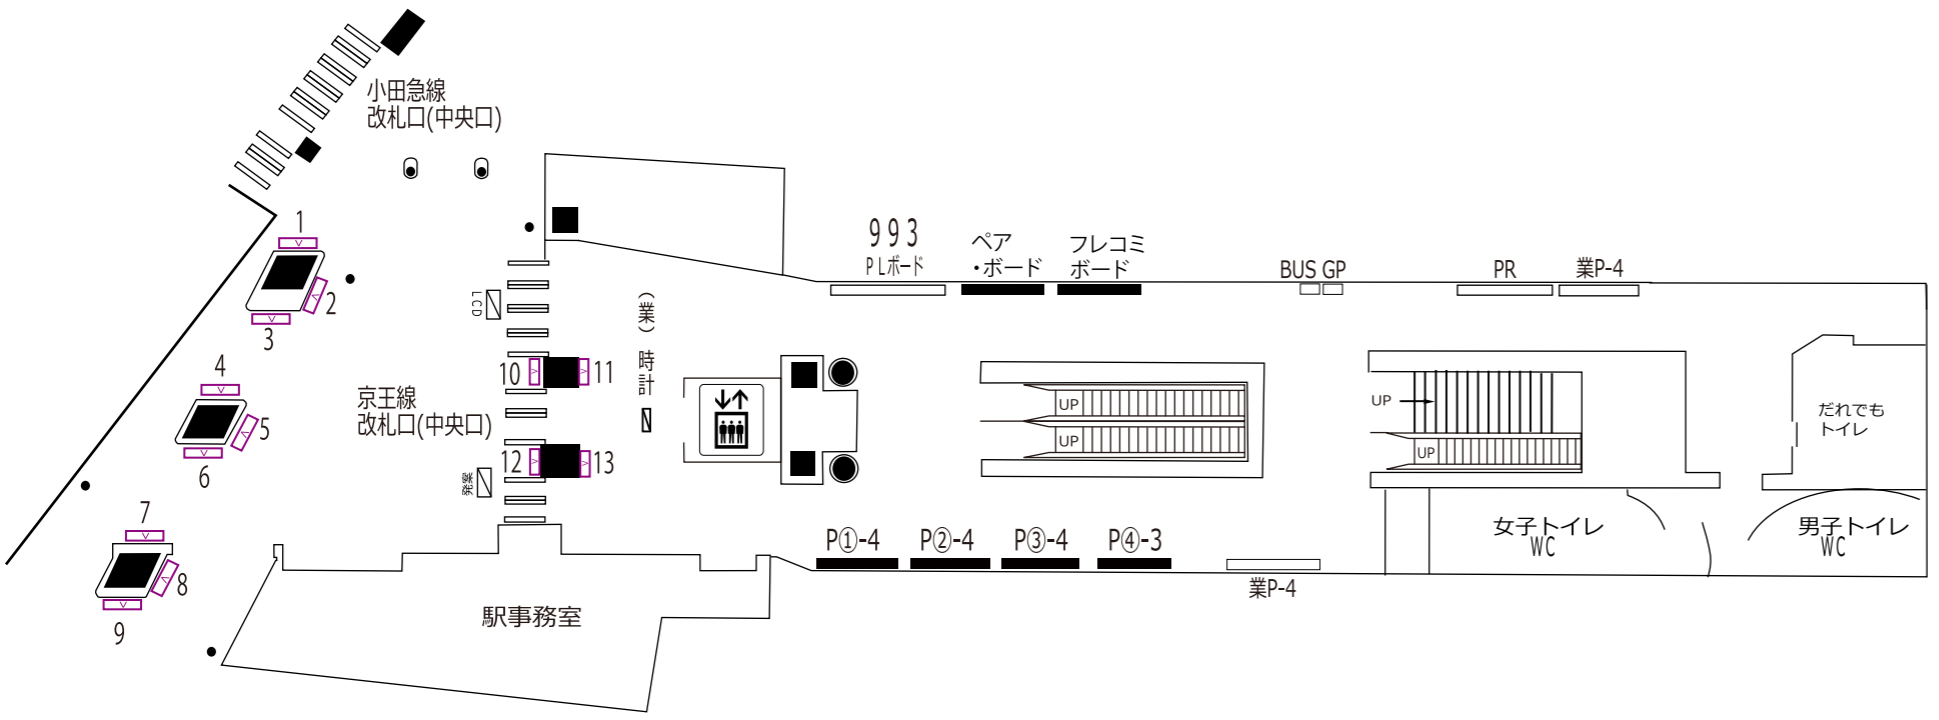 小田急線
改札口(中央口)
1
2
3
4
5
6
7
8
9
京王線
改札口(中央口)
LCD
発案
10
11
12
13
(業)時計
993
PLボード
ペア
・ボード
フレコミ
ボード
BUS GP
PR
業P-4
UP
UP
UP
UP
だれでも
トイレ
女子トイレ
WC
男子トイレ
WC
P①-4
P②-4
P③-4
P④-3
業P-4
駅事務室